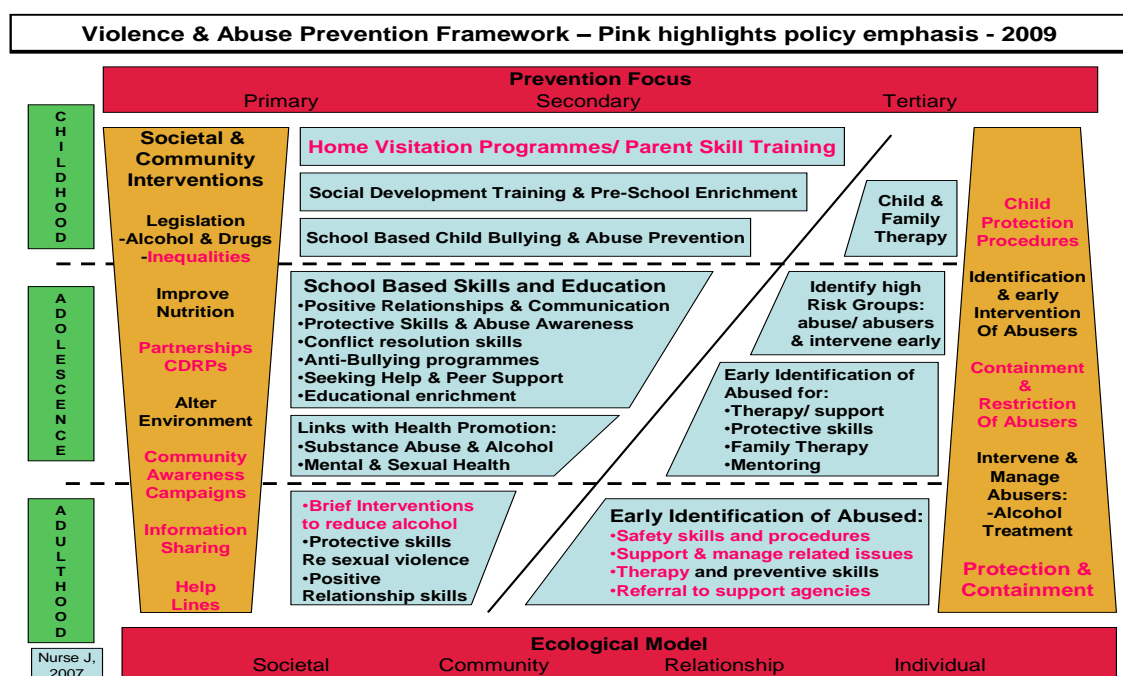 Violence & Abuse Prevention Framework – Pink highlights policy emphasis - 2009
Prevention Focus
Primary Secondary Tertiary
CHILDHOOD
ADOLESCENCE
ADULTHOOD
Societal &
Community
Interventions
Legislation
-Alcohol & Drugs
-Inequalities
Improve
Nutrition
Partnerships
CDRPs
Alter
Environment
Community
Awareness
Campaigns
Information
Sharing
Help
Lines
Home Visitation Programmes/ Parent Skill Training
Social Development Training & Pre-School Enrichment
School Based Child Bullying & Abuse Prevention
Child &
Family
Therapy
School Based Skills and Education
•Positive Relationships & Communication
•Protective Skills & Abuse Awareness
•Conflict resolution skills
•Anti-Bullying programmes
•Seeking Help & Peer Support
•Educational enrichment
Links with Health Promotion:
•Substance Abuse & Alcohol
•Mental & Sexual Health
Identify high
Risk Groups:
abuse/ abusers
& intervene early
Early Identification of
Abused for:
•Therapy/ support
•Protective skills
•Family Therapy
•Mentoring
•Brief Interventions
to reduce alcohol
•Protective skills
Re sexual violence
•Positive
Relationship skills
Early Identification of Abused:
•Safety skills and procedures
•Support & manage related issues
•Therapy and preventive skills
•Referral to support agencies
Child
Protection
Procedures
Identification
& early
Intervention
Of Abusers
Containment
&
Restriction
Of Abusers
Intervene &
Manage
Abusers:
-Alcohol
Treatment
Protection &
Containment
Nurse J,
2007
Ecological Model
Societal Community Relationship Individual